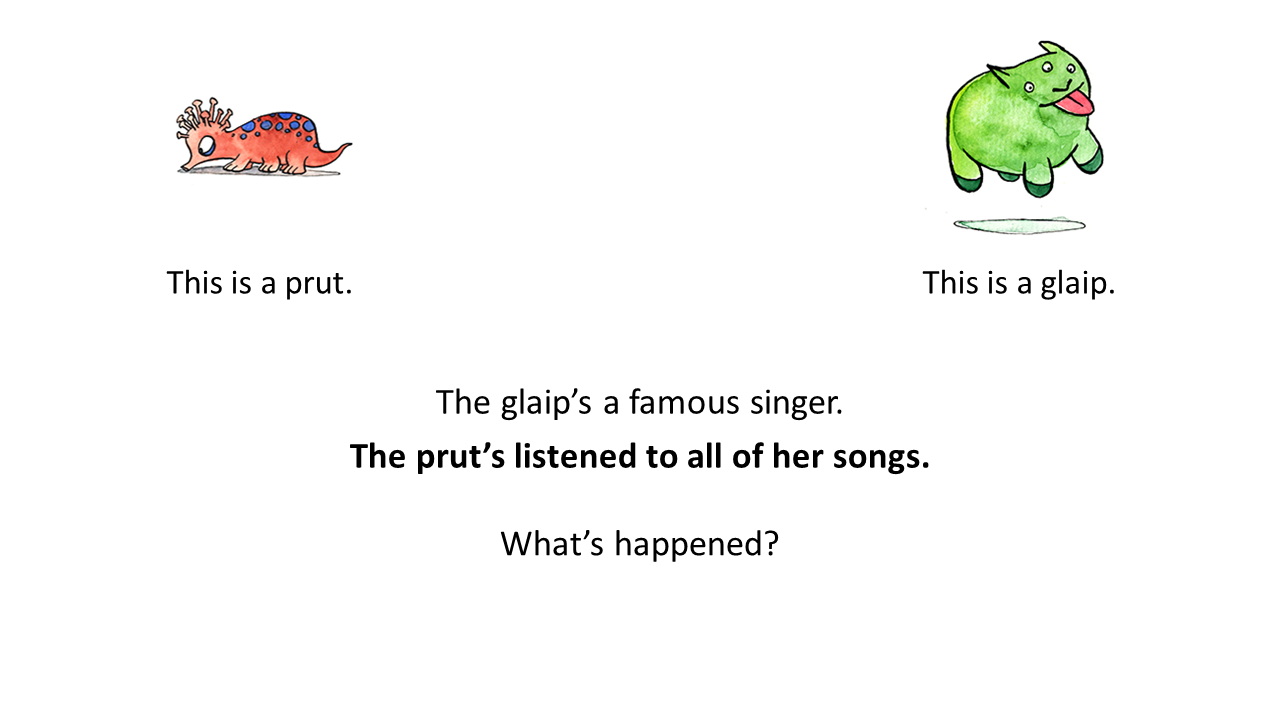 This is a prut.
This is a glaip.
The glaip’s a famous singer.
The prut’s listened to all of her songs.
What’s happened?